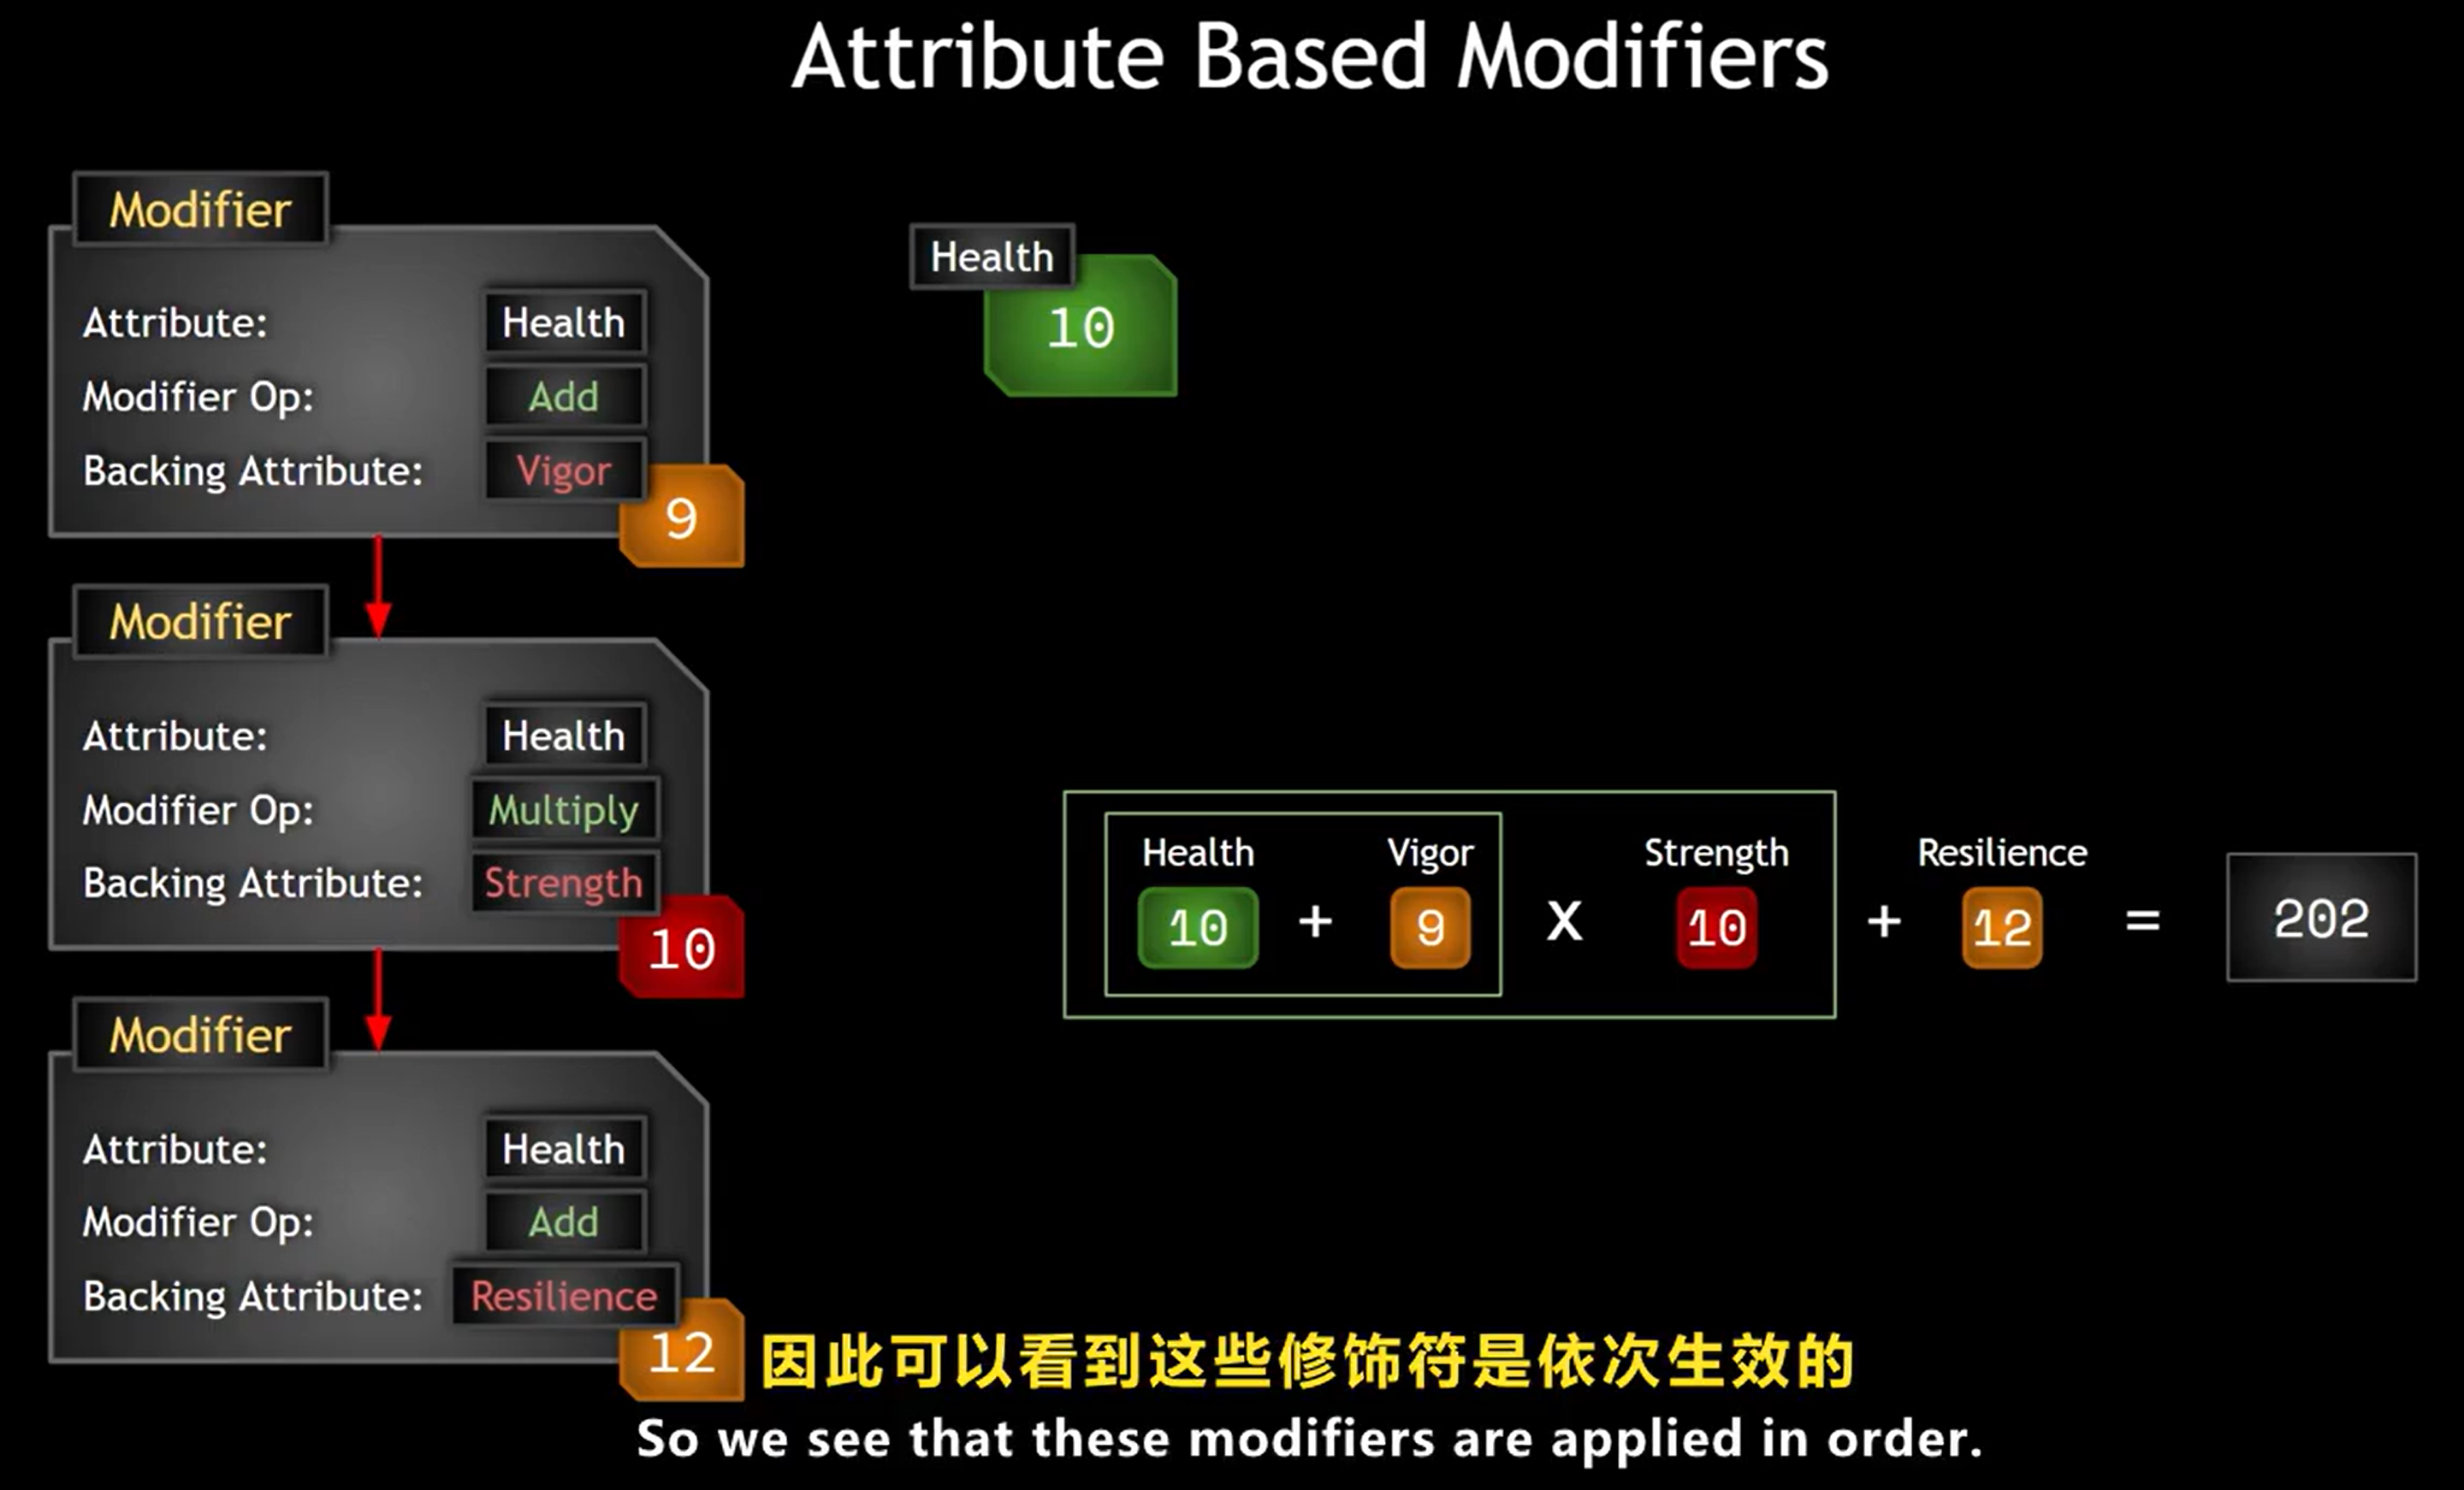 Attribute Based Modifiers
Modifier
Attribute: Health
Modifier Op: Add
Backing Attribute: Vigor
9
Health
10
Modifier
Attribute: Health
Modifier Op: Multiply
Backing Attribute: Strength
10
Health Vigor Strength Resilience
10 + 9 X 10 + 12 = 202
Modifier
Attribute: Health
Modifier Op: Add
Backing Attribute: Resilience
12
因此可以看到这些修饰符是依次生效的
So we see that these modifiers are applied in order.